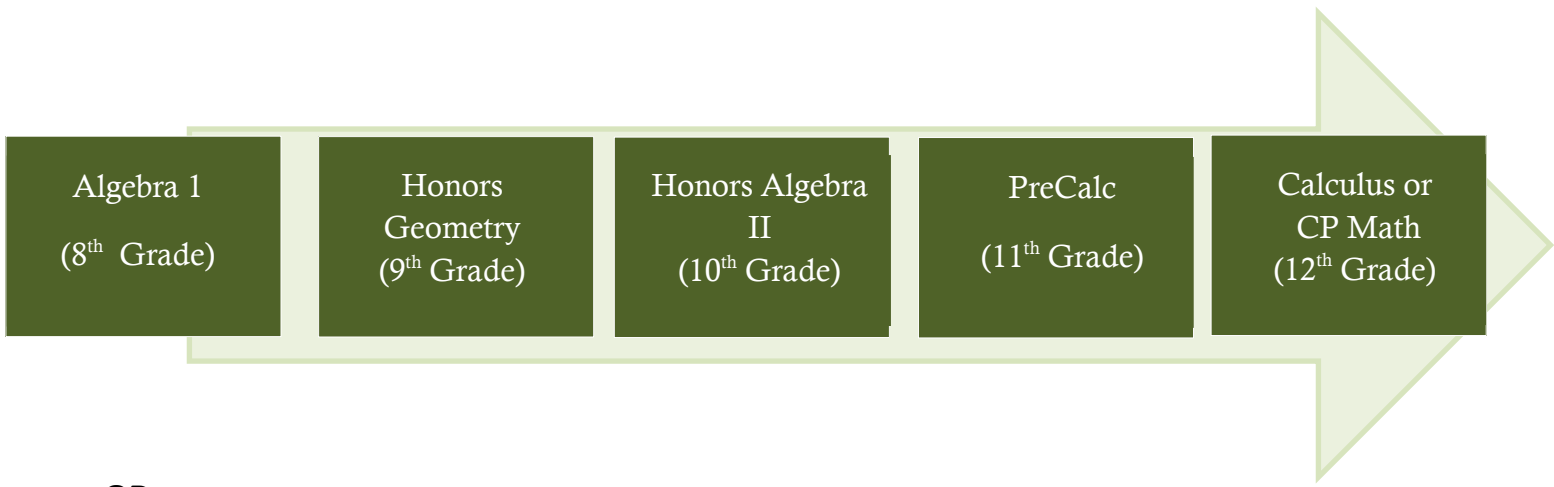 Algebra 1
(8th Grade)
Honors
Geometry
(9th Grade)
Honors Algebra
II
(10th Grade)
PreCalc
(11th Grade)
Calculus or
CP Math
(12th Grade)